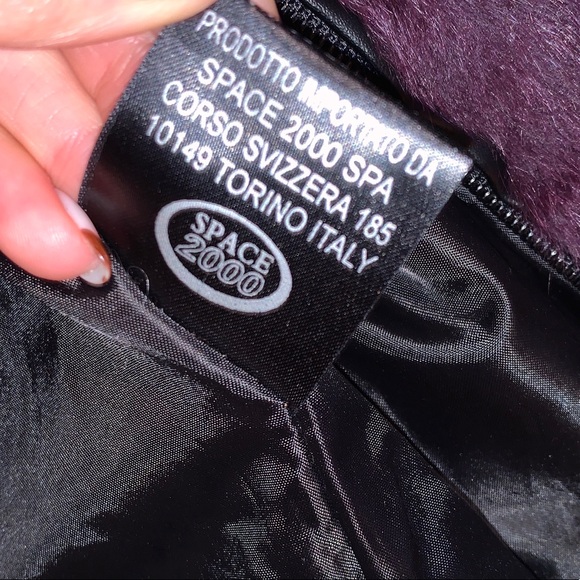 PRODOTTO IMPORTATO DA
SPACE 2000 SPA
CORSO SVIZZERA 185
10149 TORINO ITALY
SPACE
2000